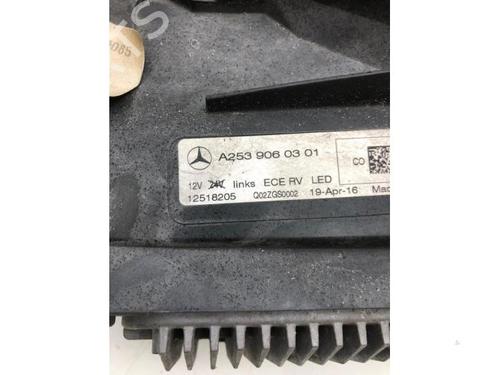 A253 906 03 01
12V 24V links ECE RV LED
12518205 Q02ZGS0002 19-Apr-16